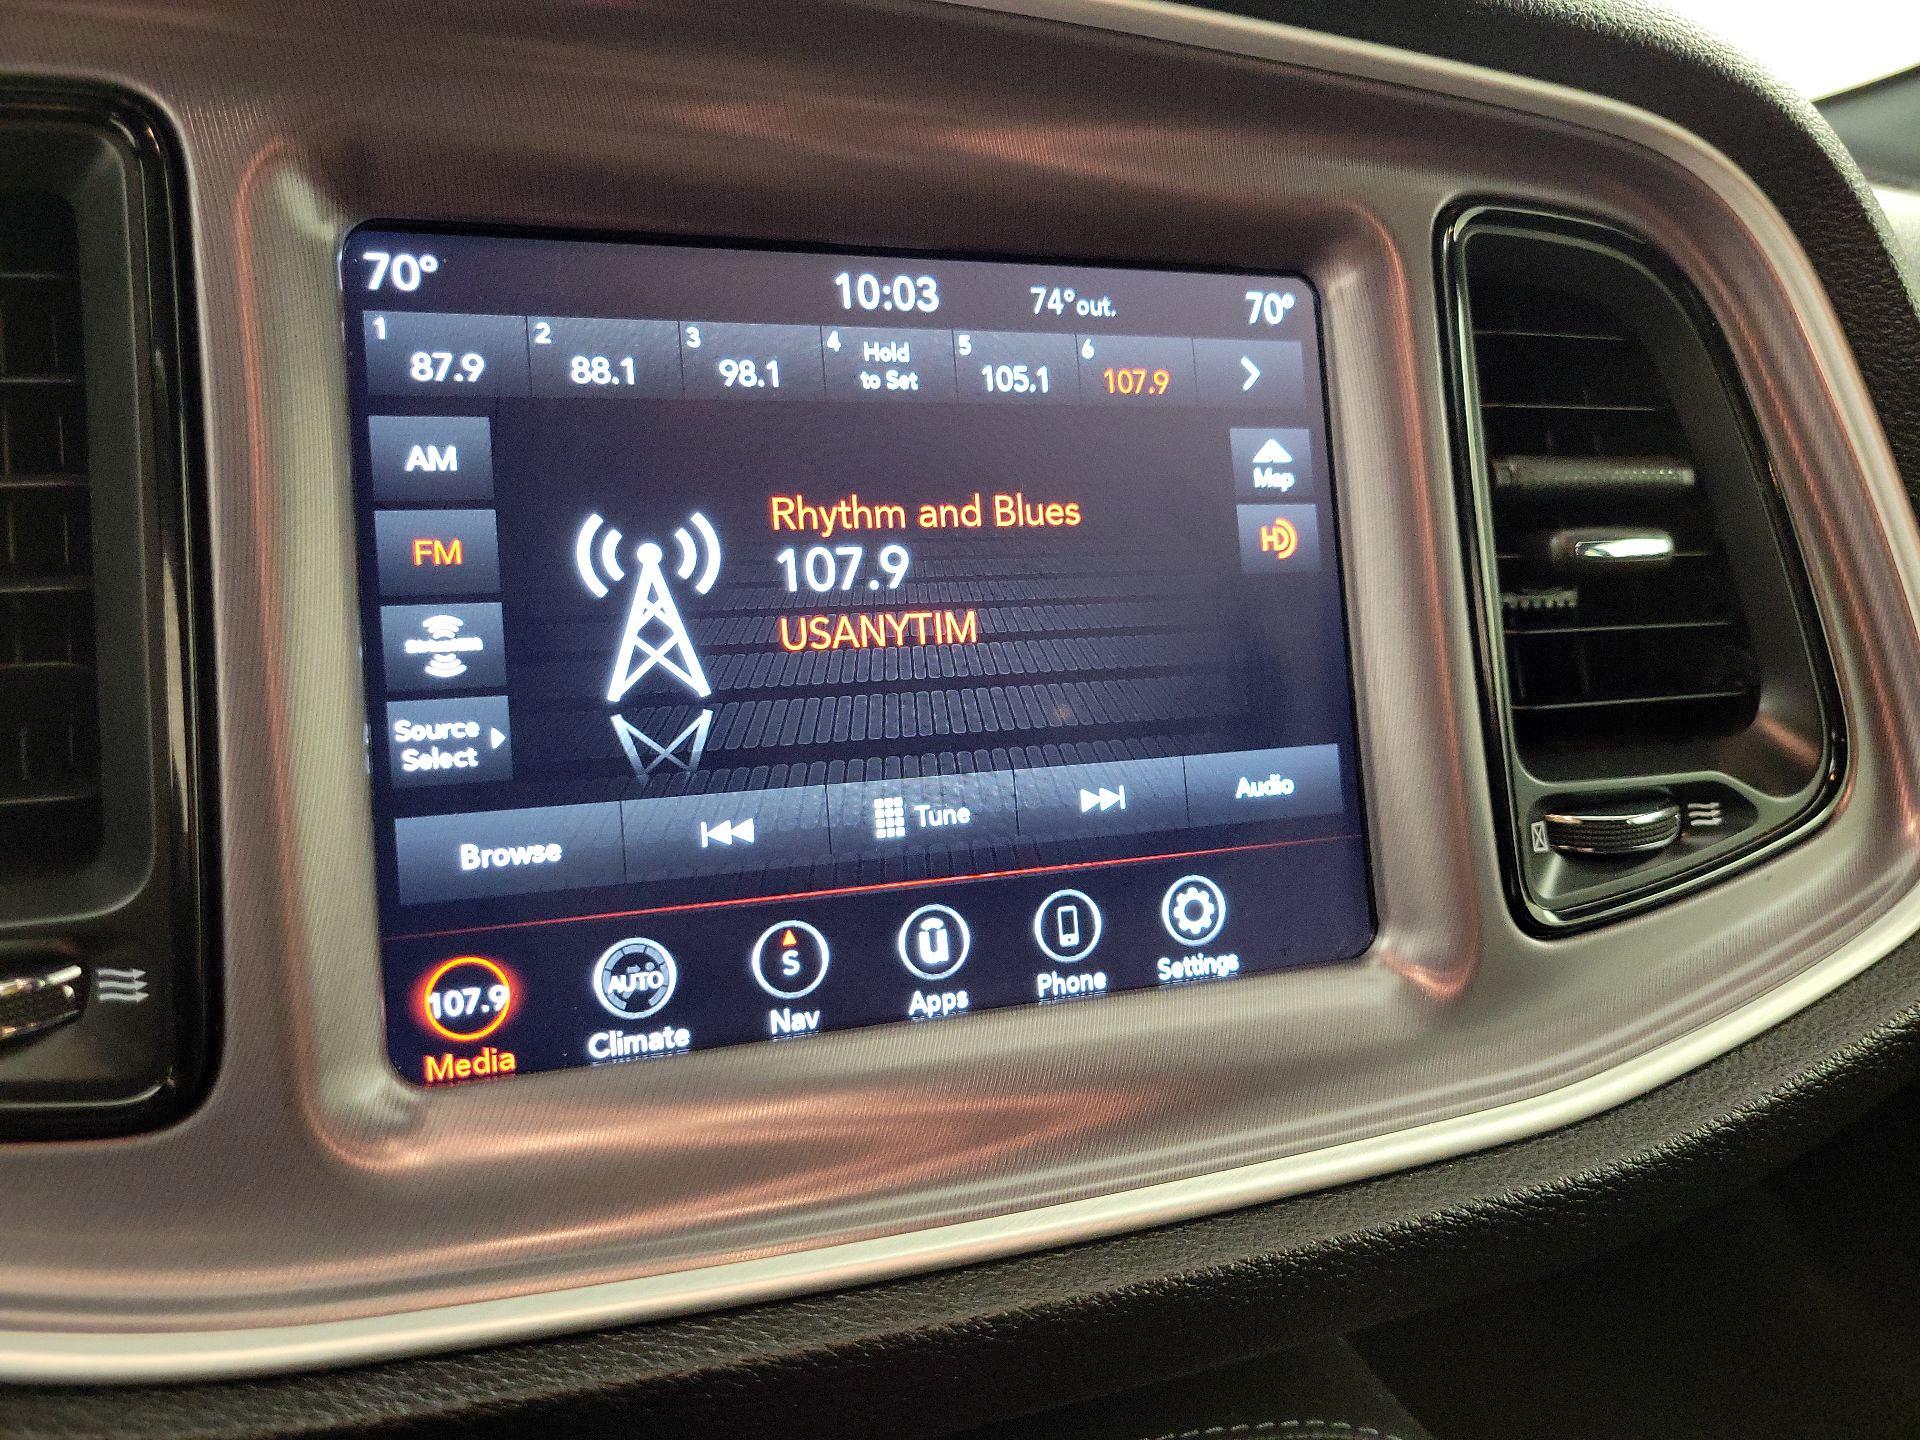 70°
10:03
74° out.
70°
1
87.9
2
88.1
3
98.1
4
Hold
to Set
5
105.1
6
107.9
AM
Map
Rhythm and Blues
FM
107.9
HD
USANYTIM
Source
Select
Browse
Tune
Audio
107.9
Media
AUTO
Climate
S
Nav
u
Apps
Phone
Settings